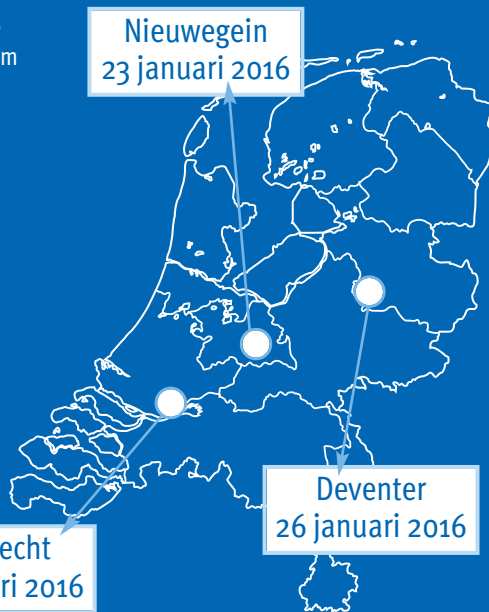 m
Nieuwegein
23 januari 2016
Deventer
26 januari 2016
echt
ri 2016